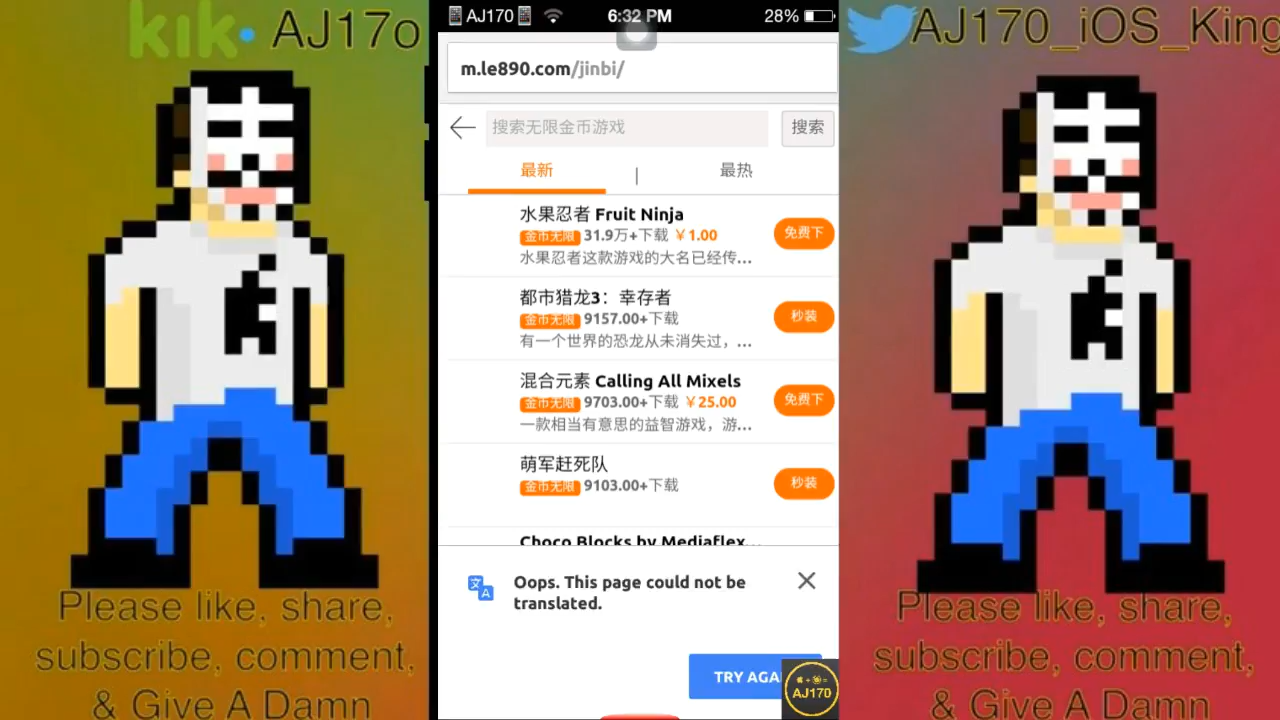 kik• AJ17o
AJ170 6:32 PM 28%
AJ170_iOS_King
m.le890.com/jinbi/
搜索无限金币游戏 搜索
最新 | 最热
水果忍者 Fruit Ninja
金币无限 31.9万+下载 ￥1.00
免费下
水果忍者这款游戏的大名已经传...
都市猎龙3：幸存者
金币无限 9157.00+下载
秒装
有一个世界的恐龙从未消失过，...
混合元素 Calling All Mixels
金币无限 9703.00+下载 ￥25.00
免费下
一款相当有意思的益智游戏，游...
萌军赶死队
金币无限 9103.00+下载
秒装
Choco Blocks by Mediaflex...
Oops. This page could not be
translated.
TRY AGA
AJ170
Please like, share,
subscribe, comment,
& Give A Damn
Please like, share,
subscribe, comment,
& Give A Damn